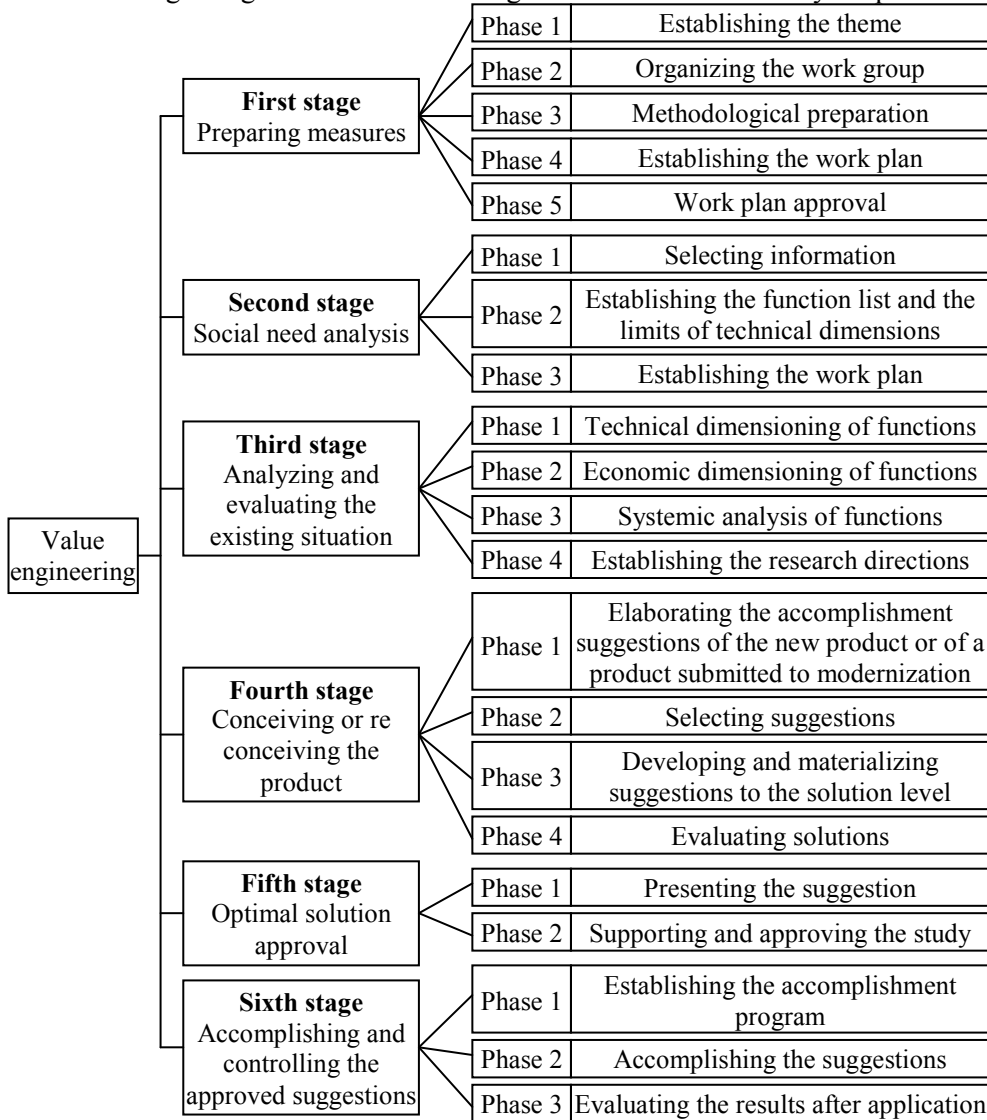 Value
engineering
First stage
Preparing measures
Phase 1 Establishing the theme
Phase 2 Organizing the work group
Phase 3 Methodological preparation
Phase 4 Establishing the work plan
Phase 5 Work plan approval
Second stage
Social need analysis
Phase 1 Selecting information
Phase 2 Establishing the function list and the
limits of technical dimensions
Phase 3 Establishing the work plan
Third stage
Analyzing and
evaluating the
existing situation
Phase 1 Technical dimensioning of functions
Phase 2 Economic dimensioning of functions
Phase 3 Systemic analysis of functions
Phase 4 Establishing the research directions
Fourth stage
Conceiving or re
conceiving the
product
Phase 1 Elaborating the accomplishment
suggestions of the new product or of a
product submitted to modernization
Phase 2 Selecting suggestions
Phase 3 Developing and materializing
suggestions to the solution level
Phase 4 Evaluating solutions
Fifth stage
Optimal solution
approval
Phase 1 Presenting the suggestion
Phase 2 Supporting and approving the study
Sixth stage
Accomplishing and
controlling the
approved suggestions
Phase 1 Establishing the accomplishment
program
Phase 2 Accomplishing the suggestions
Phase 3 Evaluating the results after application